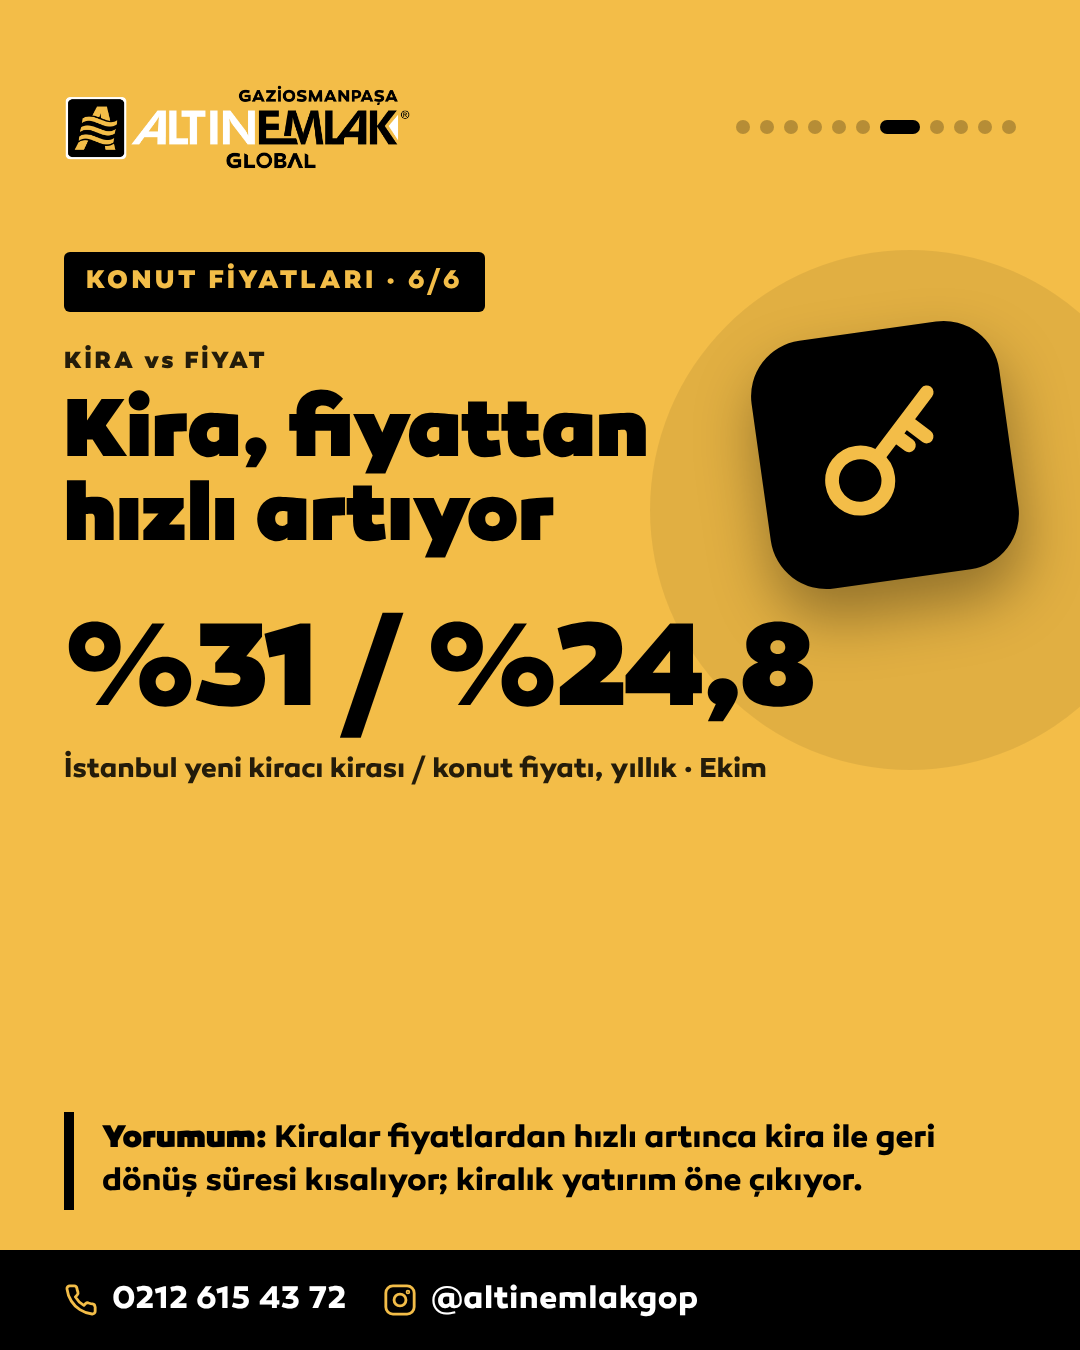 GAZİOSMANPAŞA
ALTINEMLAK®
GLOBAL
KONUT FİYATLARI · 6/6
KİRA vs FİYAT
Kira, fiyattan
hızlı artıyor
%31 / %24,8
İstanbul yeni kiracı kirası / konut fiyatı, yıllık · Ekim
Yorumum: Kiralar fiyatlardan hızlı artınca kira ile geri
dönüş süresi kısalıyor; kiralık yatırım öne çıkıyor.
0212 615 43 72 @altinemlakgop